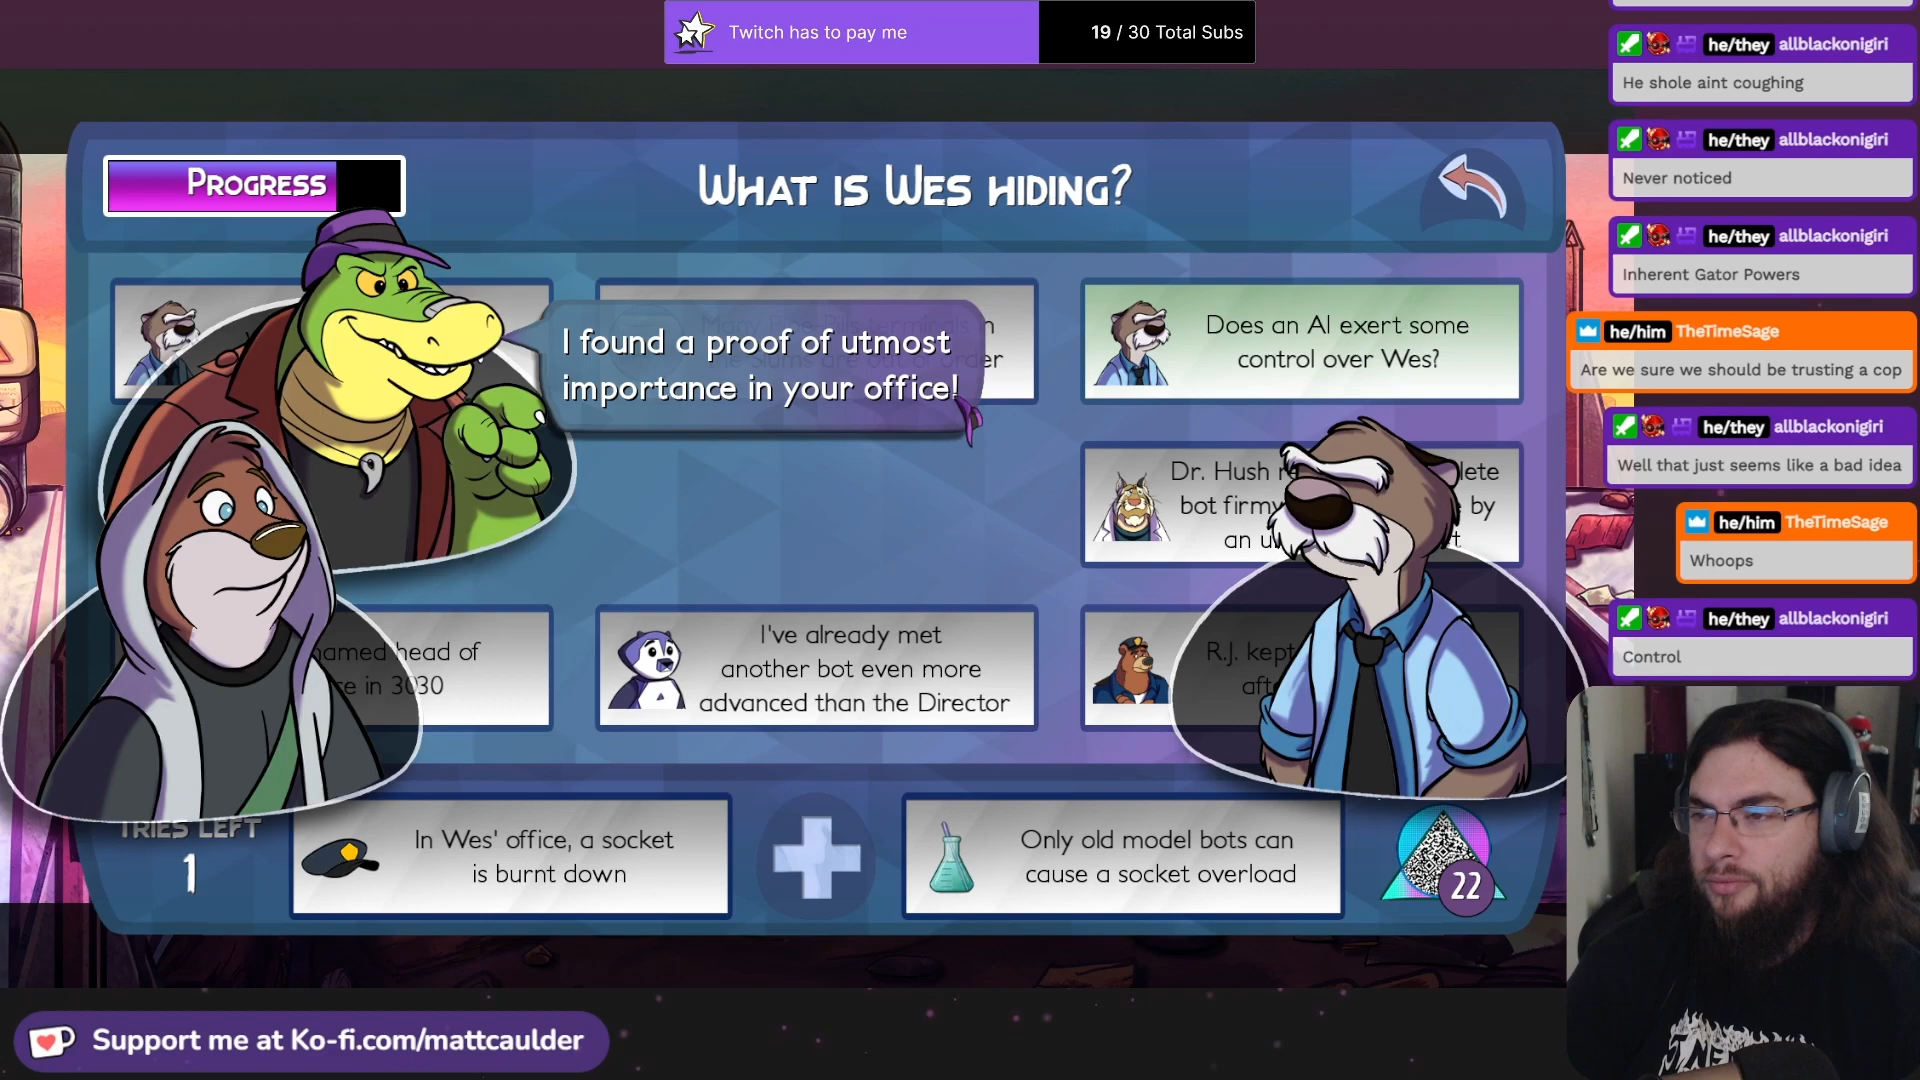 Twitch has to pay me
19 / 30 Total Subs
PROGRESS
WHAT IS WES HIDING?
I found a proof of utmost
importance in your office!
Does an AI exert some
control over Wes?
Dr. Hush
bot firmly by
an
named head of
in 3030
I've already met
another bot even more
advanced than the Director
R.J. kept
TRIES LEFT
1
In Wes' office, a socket
is burnt down
Only old model bots can
cause a socket overload
22
Support me at Ko-fi.com/mattcaulder
he/they allblackonigiri
He shole aint coughing
he/they allblackonigiri
Never noticed
he/they allblackonigiri
Inherent Gator Powers
he/him TheTimeSage
Are we sure we should be trusting a cop
he/they allblackonigiri
Well that just seems like a bad idea
he/him TheTimeSage
Whoops
he/they allblackonigiri
Control